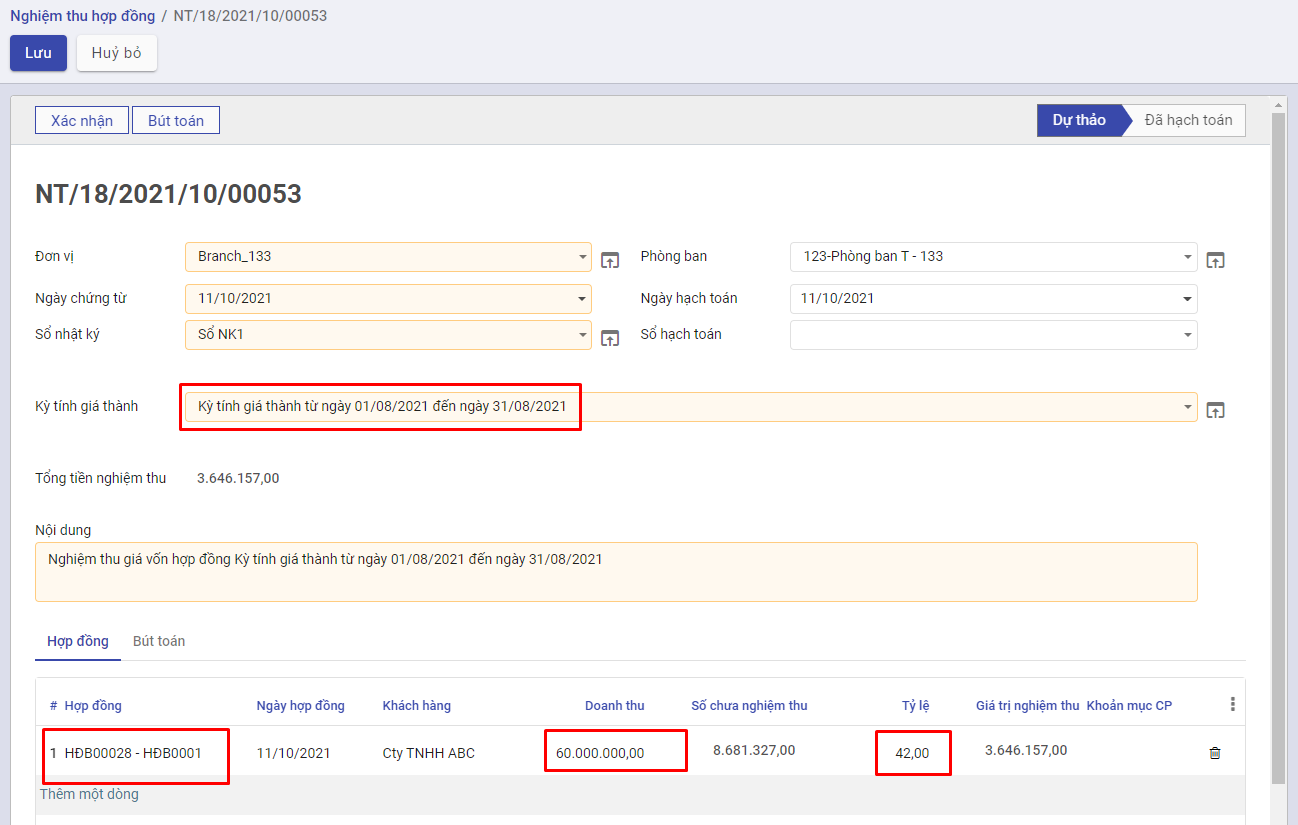 Nghiệm thu hợp đồng / NT/18/2021/10/00053
Lưu Huỷ bỏ
Xác nhận Bút toán Dự thảo Đã hạch toán
NT/18/2021/10/00053
Đơn vị Branch_133 Phòng ban 123-Phòng ban T - 133
Ngày chứng từ 11/10/2021 Ngày hạch toán 11/10/2021
Sổ nhật ký Sổ NK1 Sổ hạch toán
Kỳ tính giá thành Kỳ tính giá thành từ ngày 01/08/2021 đến ngày 31/08/2021
Tổng tiền nghiệm thu 3.646.157,00
Nội dung
Nghiệm thu giá vốn hợp đồng Kỳ tính giá thành từ ngày 01/08/2021 đến ngày 31/08/2021
Hợp đồng Bút toán
# Hợp đồng Ngày hợp đồng Khách hàng Doanh thu Số chưa nghiệm thu Tỷ lệ Giá trị nghiệm thu Khoản mục CP
1 HĐB00028 - HĐB0001 11/10/2021 Cty TNHH ABC 60.000.000,00 8.681.327,00 42,00 3.646.157,00
Thêm một dòng